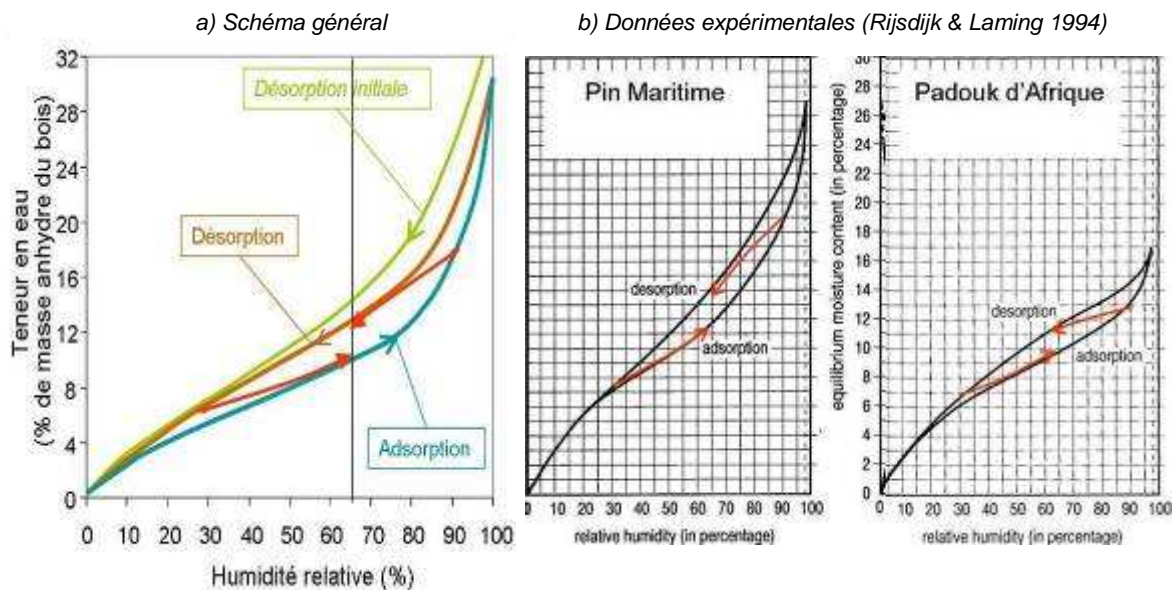 a) Schéma général
b) Données expérimentales (Rijsdijk & Laming 1994)
Teneur en eau
(% de masse anhydre du bois)
32
28
24
20
18
16
12
8
4
0
Désorption initiale
Désorption
Adsorption
0 10 20 30 40 50 60 70 80 90 100
Humidité relative (%)
Pin Maritime
desorption
adsorption
0 10 20 30 40 50 60 70 80 90 100
relative humidity (in percentage)
equilibrium moisture content (in percentage)
30
28
26
24
22
20
18
16
14
12
10
8
6
4
2
0
Padouk d'Afrique
desorption
adsorption
0 10 20 30 40 50 60 70 80 90 100
relative humidity (in percentage)